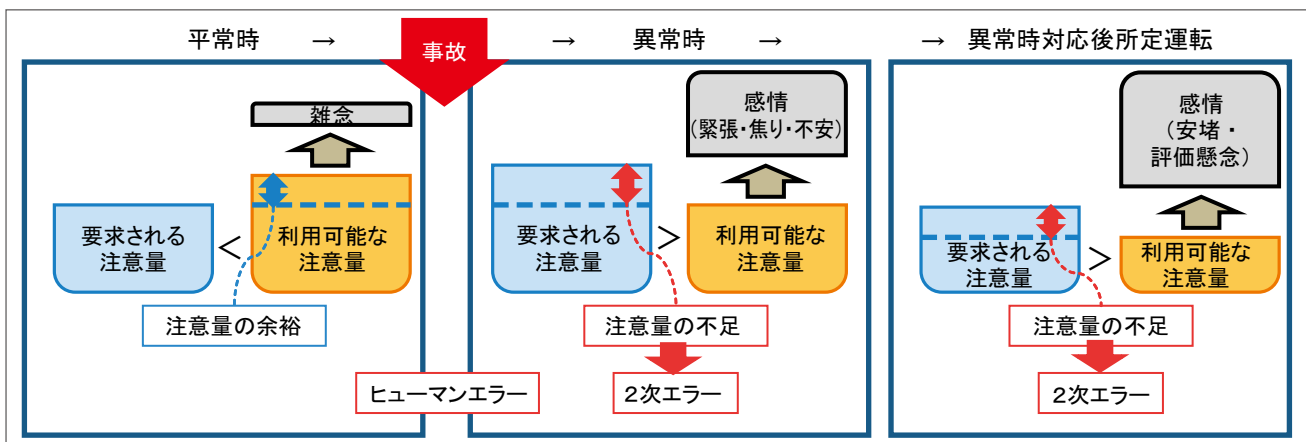 平常時 →
事故
→ 異常時 →
→ 異常時対応後所定運転
雑念
要求される
注意量
<
利用可能な
注意量
注意量の余裕
ヒューマンエラー
感情
(緊張・焦り・不安)
要求される
注意量
>
利用可能な
注意量
注意量の不足
2次エラー
感情
(安堵・
評価懸念)
要求される
注意量
>
利用可能な
注意量
注意量の不足
2次エラー